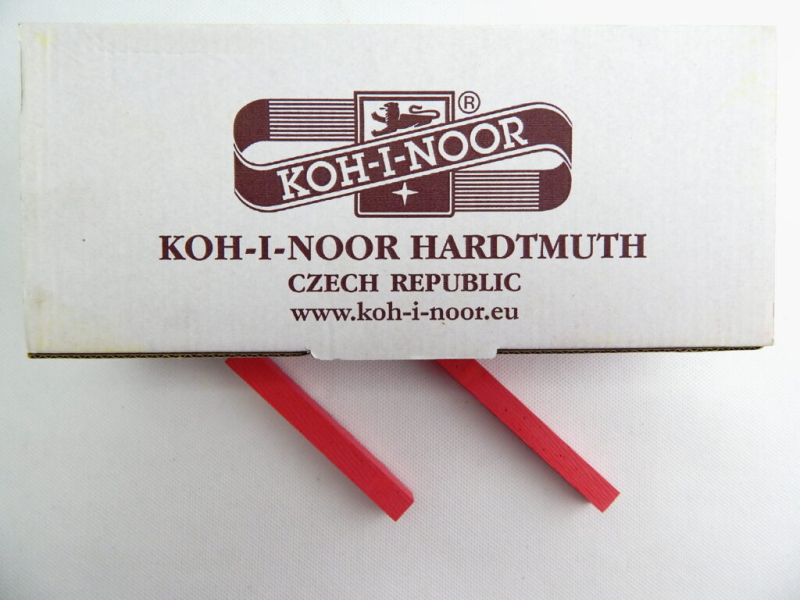 ®
KOH-I-NOOR
KOH-I-NOOR HARDTMUTH
CZECH REPUBLIC
www.koh-i-noor.eu